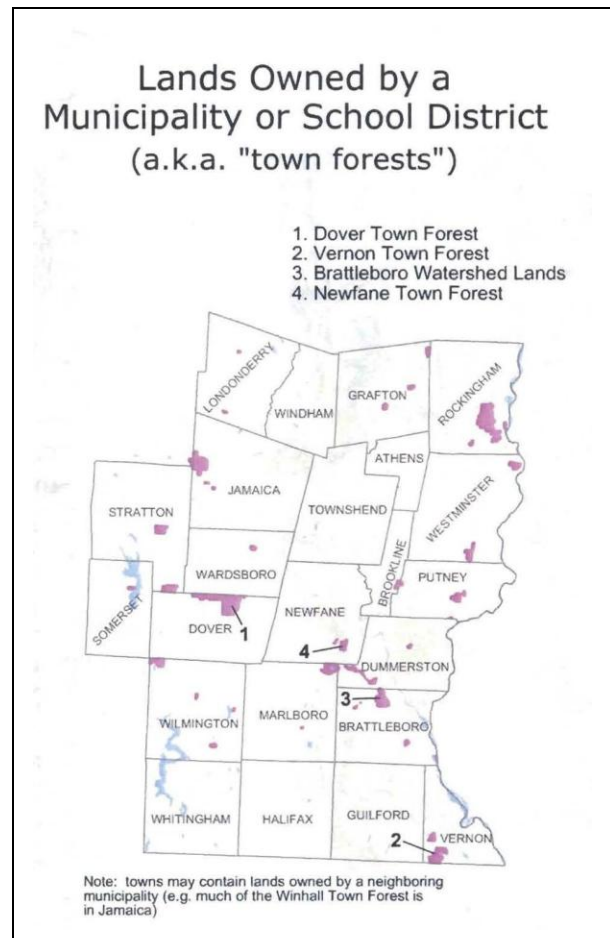 Lands Owned by a
Municipality or School District
(a.k.a. "town forests")
1. Dover Town Forest
2. Vernon Town Forest
3. Brattleboro Watershed Lands
4. Newfane Town Forest
LONDONDERRY
WINDHAM
GRAFTON
ROCKINGHAM
ATHENS
JAMAICA
STRATTON
TOWNSHEND
WESTMINSTER
WARDSBORO
BROOKLINE
PUTNEY
SOMERSET
NEWFANE
DOVER
1
4
DUMMERSTON
3
WILMINGTON
MARLBORO
BRATTLEBORO
WHITINGHAM
HALIFAX
GUILFORD
VERNON
2
Note: towns may contain lands owned by a neighboring
municipality (e.g. much of the Winhall Town Forest is
in Jamaica)